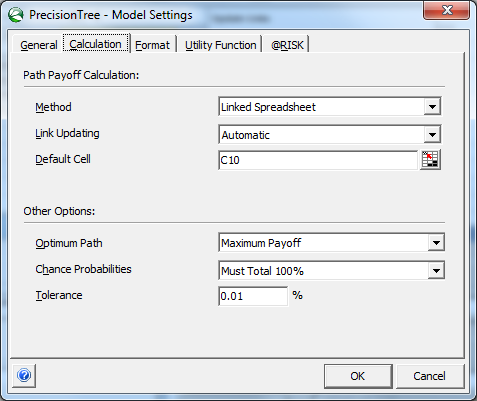 PrecisionTree - Model Settings
General Calculation Format Utility Function @RISK
Path Payoff Calculation:
Method Linked Spreadsheet
Link Updating Automatic
Default Cell C10
Other Options:
Optimum Path Maximum Payoff
Chance Probabilities Must Total 100%
Tolerance 0.01 %
OK Cancel